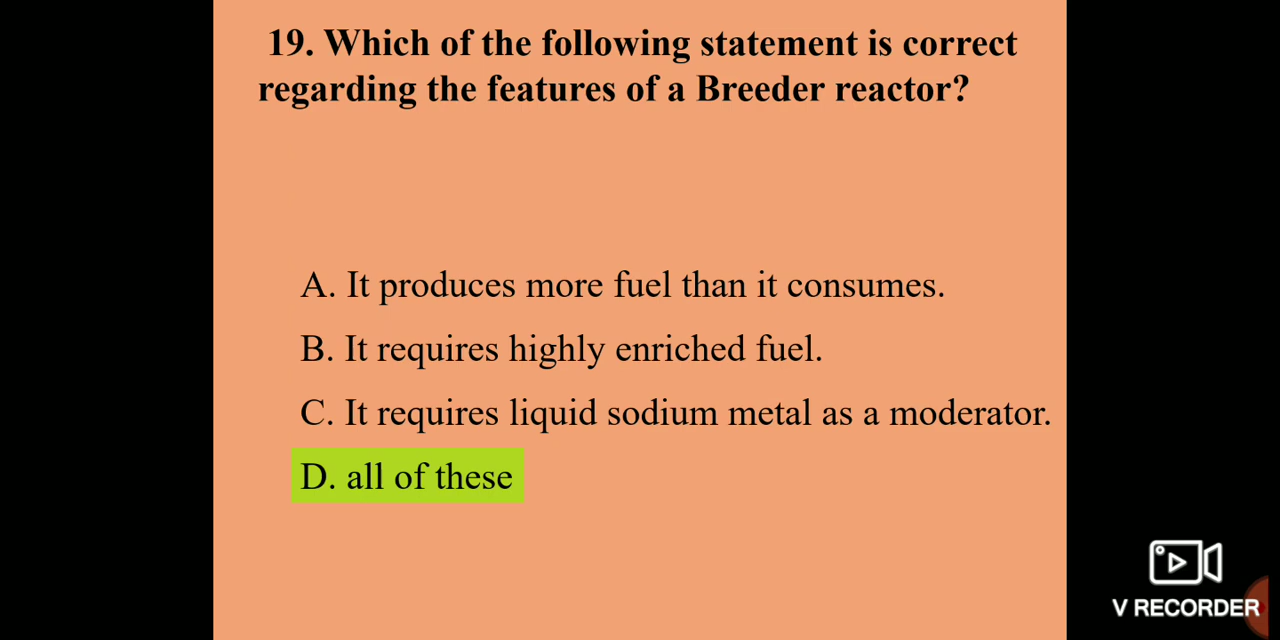 19. Which of the following statement is correct
regarding the features of a Breeder reactor?
A. It produces more fuel than it consumes.
B. It requires highly enriched fuel.
C. It requires liquid sodium metal as a moderator.
D. all of these
V RECORDER